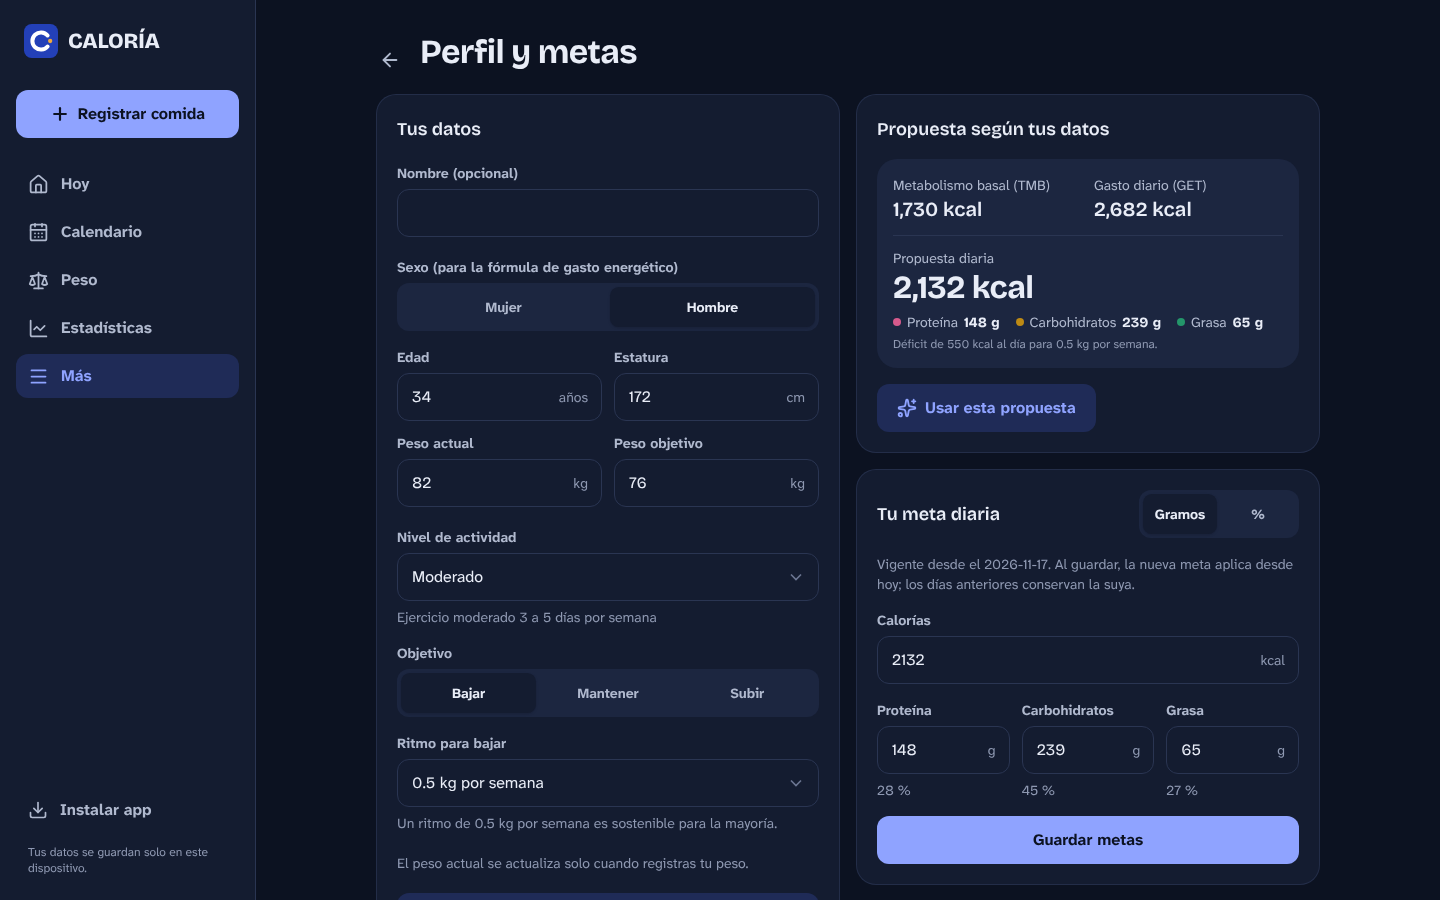 CALORÍA
Registrar comida
Hoy
Calendario
Peso
Estadísticas
Más
Instalar app
Tus datos se guardan solo en este
dispositivo.
Perfil y metas
Tus datos
Nombre (opcional)
Sexo (para la fórmula de gasto energético)
Mujer Hombre
Edad Estatura
34 años 172 cm
Peso actual Peso objetivo
82 kg 76 kg
Nivel de actividad
Moderado
Ejercicio moderado 3 a 5 días por semana
Objetivo
Bajar Mantener Subir
Ritmo para bajar
0.5 kg por semana
Un ritmo de 0.5 kg por semana es sostenible para la mayoría.
El peso actual se actualiza solo cuando registras tu peso.
Propuesta según tus datos
Metabolismo basal (TMB) Gasto diario (GET)
1,730 kcal 2,682 kcal
Propuesta diaria
2,132 kcal
Proteína 148 g Carbohidratos 239 g Grasa 65 g
Déficit de 550 kcal al día para 0.5 kg por semana.
Usar esta propuesta
Tu meta diaria Gramos %
Vigente desde el 2026-11-17. Al guardar, la nueva meta aplica desde
hoy; los días anteriores conservan la suya.
Calorías
2132 kcal
Proteína Carbohidratos Grasa
148 g 239 g 65 g
28 % 45 % 27 %
Guardar metas